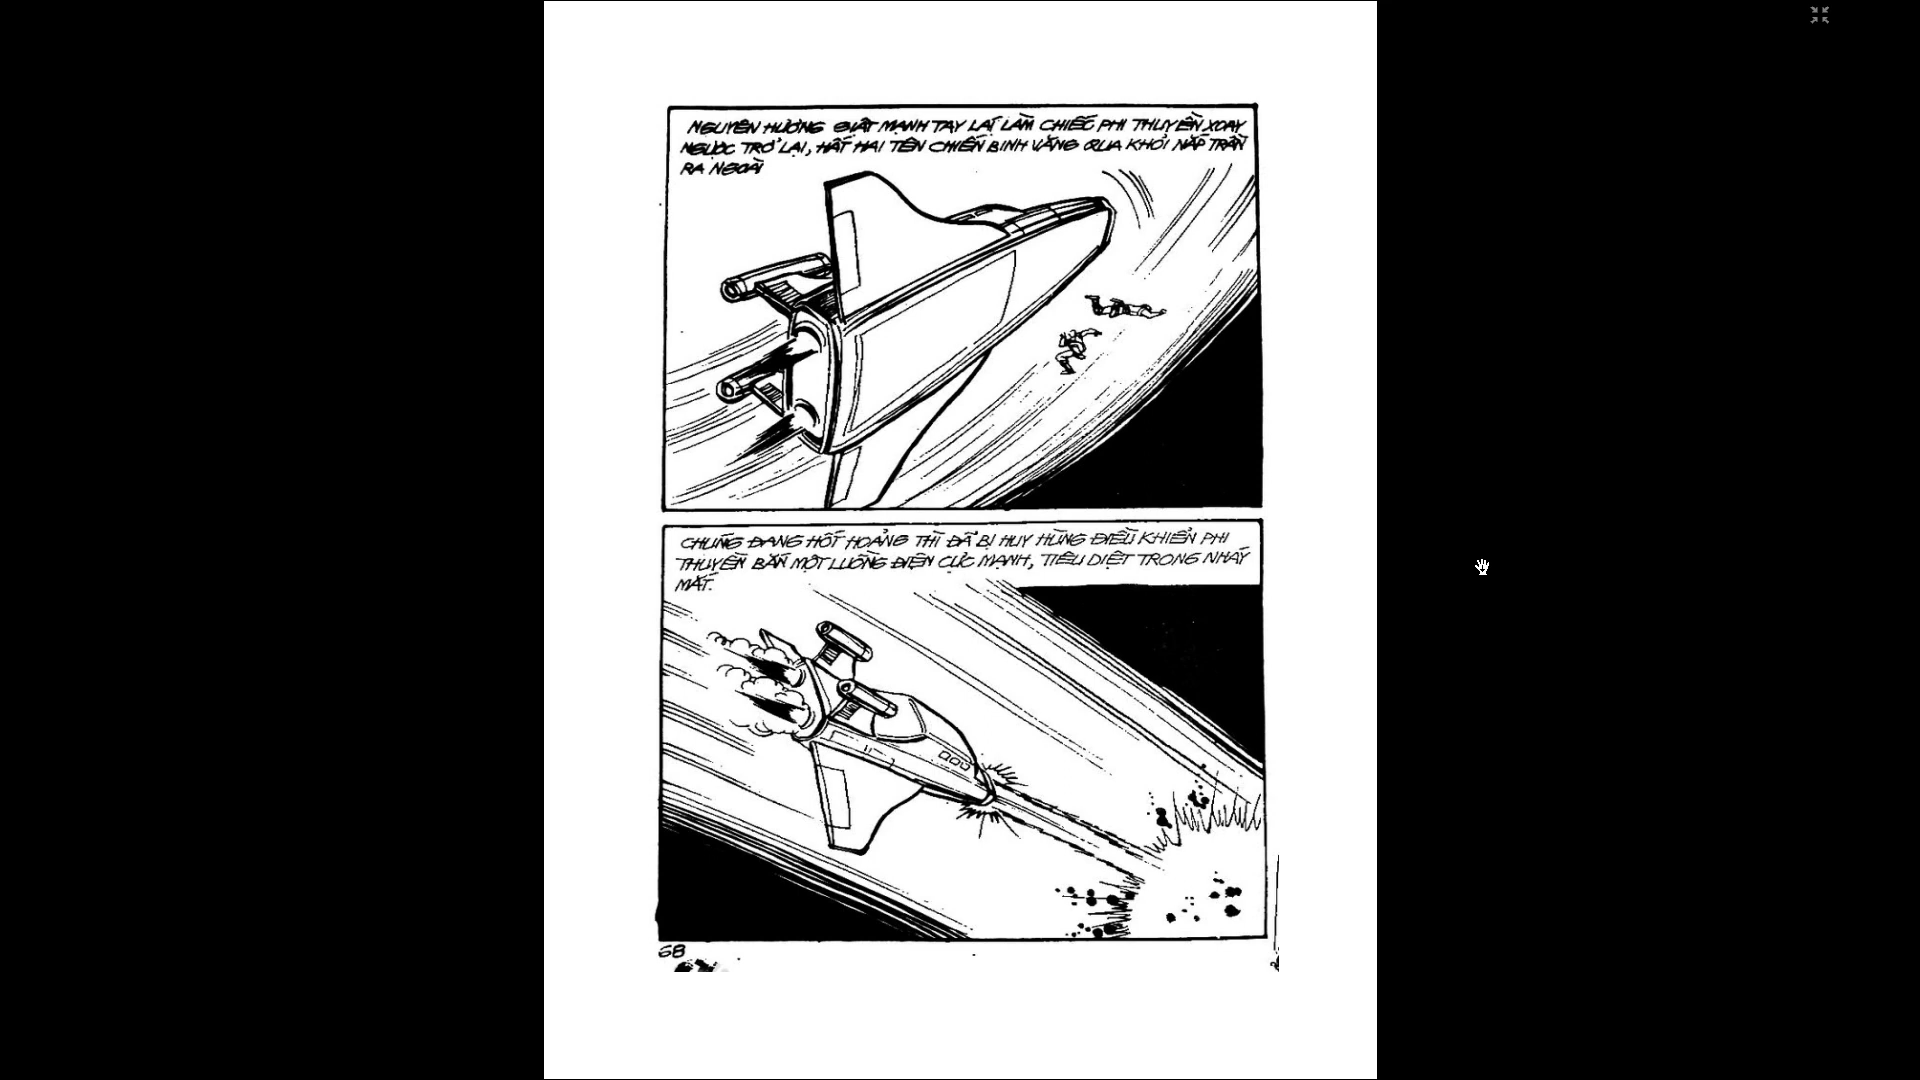 NGUYÊN HƯƠNG GIẬT MẠNH TAY LÁI LÀM CHIẾC PHI THUYỀN XOAY
NGƯỢC TRỞ LẠI, HẤT HAI TÊN CHIẾN BINH VĂNG QUA KHỎI NẮP TRẦN
RA NGOÀI
CHÚNG ĐANG HỐT HOẢNG THÌ ĐÃ BỊ HUY HÙNG ĐIỀU KHIỂN PHI
THUYỀN BẮN MỘT LUỒNG ĐIỆN CỰC MẠNH, TIÊU DIỆT TRONG NHÁY
MẮT.
68